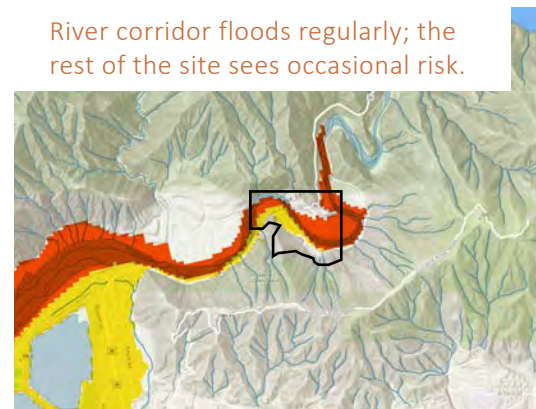 River corridor floods regularly; the
rest of the site sees occasional risk.